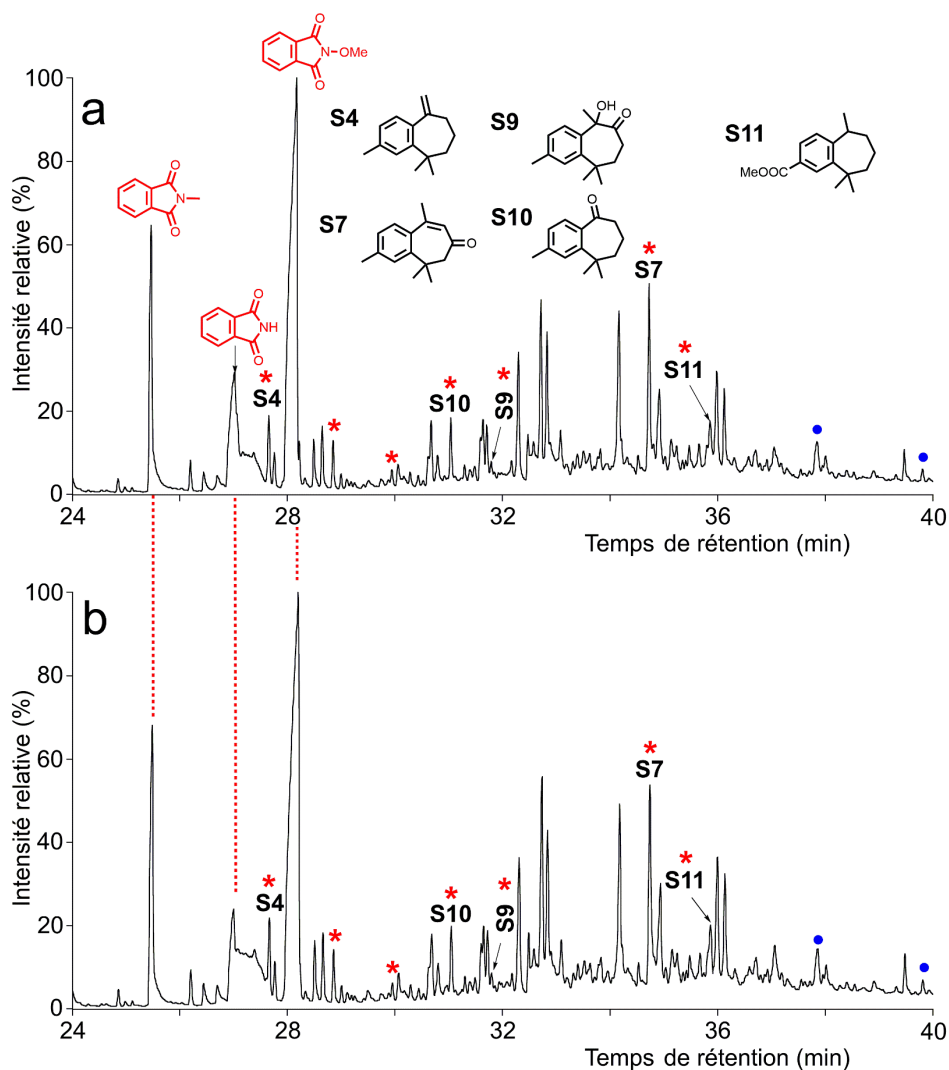 a
Intensité relative (%)
100
80
60
40
20
0
O
N
OMe
O
O
N
O
O
NH
O
S4
S9
OH
O
S11
MeOOC
S7
O
S10
O
*
S4
*
*
*
S10
*
S9
*
S7
*
S11
24
28
32
36
40
Temps de rétention (min)
b
Intensité relative (%)
100
80
60
40
20
0
*
S4
*
*
*
S10
*
S9
*
S7
*
S11
24
28
32
36
40
Temps de rétention (min)